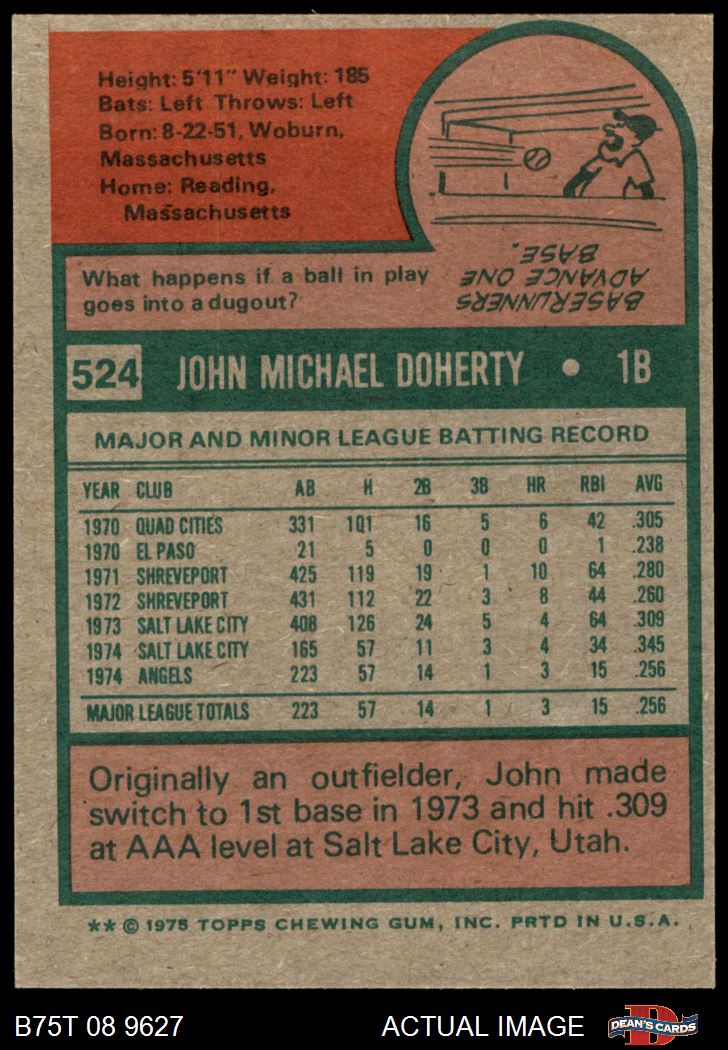 Height: 5'11" Weight: 185
Bats: Left Throws: Left
Born: 8-22-51, Woburn,
Massachusetts
Home: Reading,
Massachusetts
What happens if a ball in play
goes into a dugout?
BASERUNNERS
ADVANCE ONE
BASE.
524 JOHN MICHAEL DOHERTY • 1B
MAJOR AND MINOR LEAGUE BATTING RECORD
YEAR CLUB AB H 2B 3B HR RBI AVG
1970 QUAD CITIES 331 101 16 5 6 42 .305
1970 EL PASO 21 5 0 0 0 1 .238
1971 SHREVEPORT 425 119 19 1 10 64 .280
1972 SHREVEPORT 431 112 22 3 8 44 .260
1973 SALT LAKE CITY 408 126 24 5 4 64 .309
1974 SALT LAKE CITY 165 57 11 3 4 34 .345
1974 ANGELS 223 57 14 1 3 15 .256
MAJOR LEAGUE TOTALS 223 57 14 1 3 15 .256
Originally an outfielder, John made
switch to 1st base in 1973 and hit .309
at AAA level at Salt Lake City, Utah.
** © 1975 TOPPS CHEWING GUM, INC. PRTD IN U.S.A.
B75T 08 9627 ACTUAL IMAGE D DEAN'S CARDS